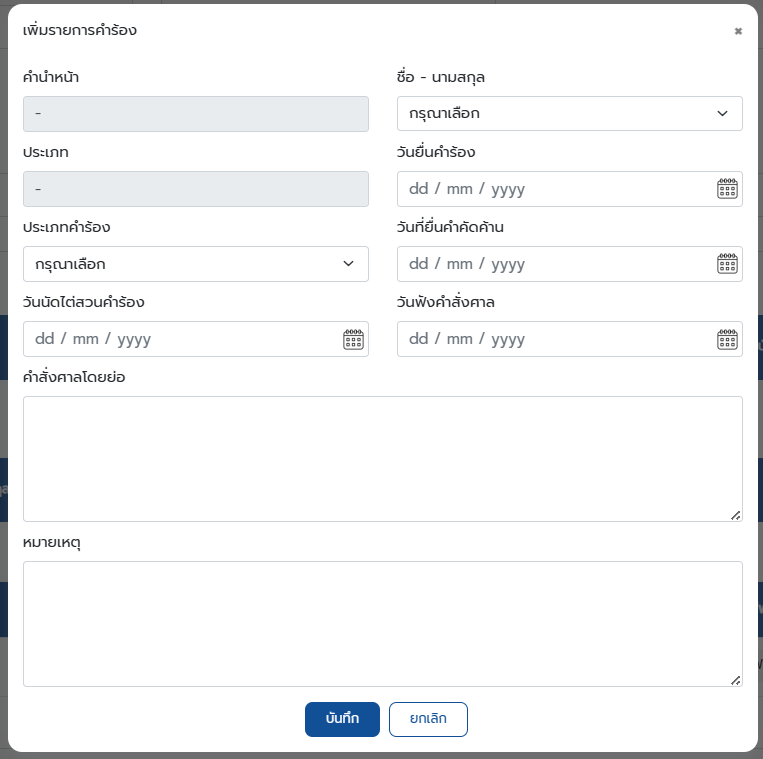 เพิ่มรายการคำร้อง ×
คำนำหน้า ชื่อ - นามสกุล
- กรุณาเลือก
ประเภท วันยื่นคำร้อง
- dd / mm / yyyy
ประเภทคำร้อง วันที่ยื่นคำคัดค้าน
กรุณาเลือก dd / mm / yyyy
วันนัดไต่สวนคำร้อง วันฟังคำสั่งศาล
dd / mm / yyyy dd / mm / yyyy
คำสั่งศาลโดยย่อ
หมายเหตุ
บันทึก ยกเลิก